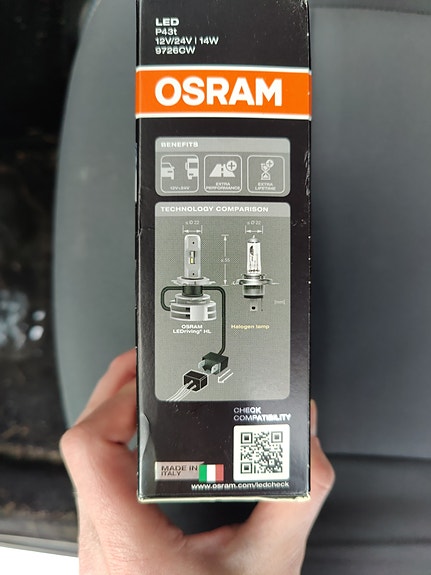 LED
P43t
12V/24V | 14W
9726CW
OSRAM
BENEFITS
12V+24V
EXTRA
PERFORMANCE
EXTRA
LIFETIME
TECHNOLOGY COMPARISON
OSRAM
LEDriving® HL
Halogen lamp
CHECK
COMPATIBILITY
MADE IN
ITALY
www.osram.com/ledcheck